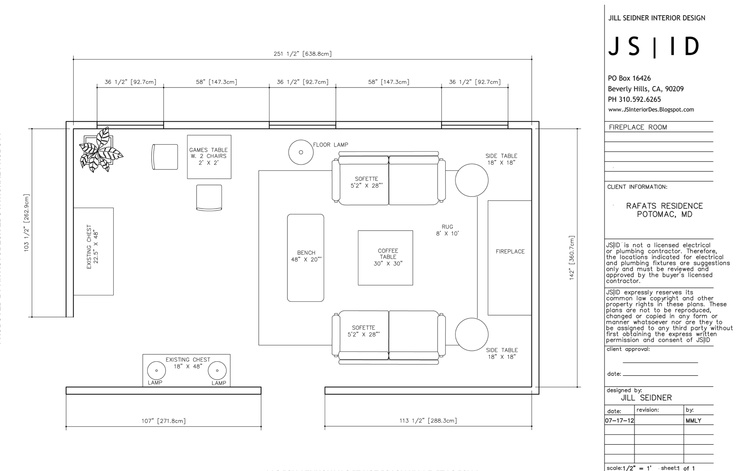 251 1/2" [638.8cm]
36 1/2" [92.7cm]
58" [147.3cm]
36 1/2" [92.7cm]
58" [147.3cm]
36 1/2" [92.7cm]
103 1/2" [262.9cm]
142" [360.7cm]
107" [271.8cm]
113 1/2" [288.3cm]
GAMES TABLE
W. 2 CHAIRS
2' X 2'
FLOOR LAMP
SOFETTE
5'2" X 28""
SIDE TABLE
18" X 18"
EXISTING CHEST
22.5" X 48"
BENCH
48" X 20""
COFFEE
TABLE
30" X 30"
RUG
8' X 10'
FIREPLACE
SOFETTE
5'2" X 28""
SIDE TABLE
18" X 18"
EXISTING CHEST
18" X 48"
LAMP
LAMP
JILL SEIDNER INTERIOR DESIGN
JS|ID
PO Box 16426
Beverly Hills, CA, 90209
PH 310.592.6265
www.JSInteriorDes.Blogspot.com
FIREPLACE ROOM
CLIENT INFORMATION:
RAFATS RESIDENCE
POTOMAC, MD
JS|ID is not a licensed electrical
or plumbing contractor. Therefore,
the locations indicated for electrical
and plumbing fixtures are suggestions
only and must be reviewed and
approved by the buyer's licensed
contractor.
JS|ID expressly reserves its
common law copyright and other
property rights in these plans. These
plans are not to be reproduced,
changed or copied in any form or
manner whatsoever nor are they to
be assigned to any third party without
first obtaining the express written
permission and consent of JS|ID
client approval:
date:
designed by:
JILL SEIDNER
date: revision: by:
07-17-12 MMLY
scale:1/2" = 1' sheet:1 of 1